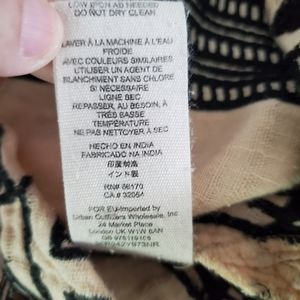 LOW IRON AS NEEDED
DO NOT DRY CLEAN
LAVER À LA MACHINE À L'EAU
FROIDE
AVEC COULEURS SIMILAIRES
UTILISER UN AGENT DE
BLANCHIMENT SANS CHLORE
SI NÉCESSAIRE
LIGNE SEC
REPASSER, AU BESOIN, À
TRÈS BASSE
TEMPÉRATURE
NE PAS NETTOYER À SEC
HECHO EN INDIA
FABRICADO NA INDIA
印度制造
インド製
RN# 66170
CA # 32054
FOR EU-Imported by
Urban Outfitters Wholesale, Inc
24 Market Place
London UK W1W 8AN